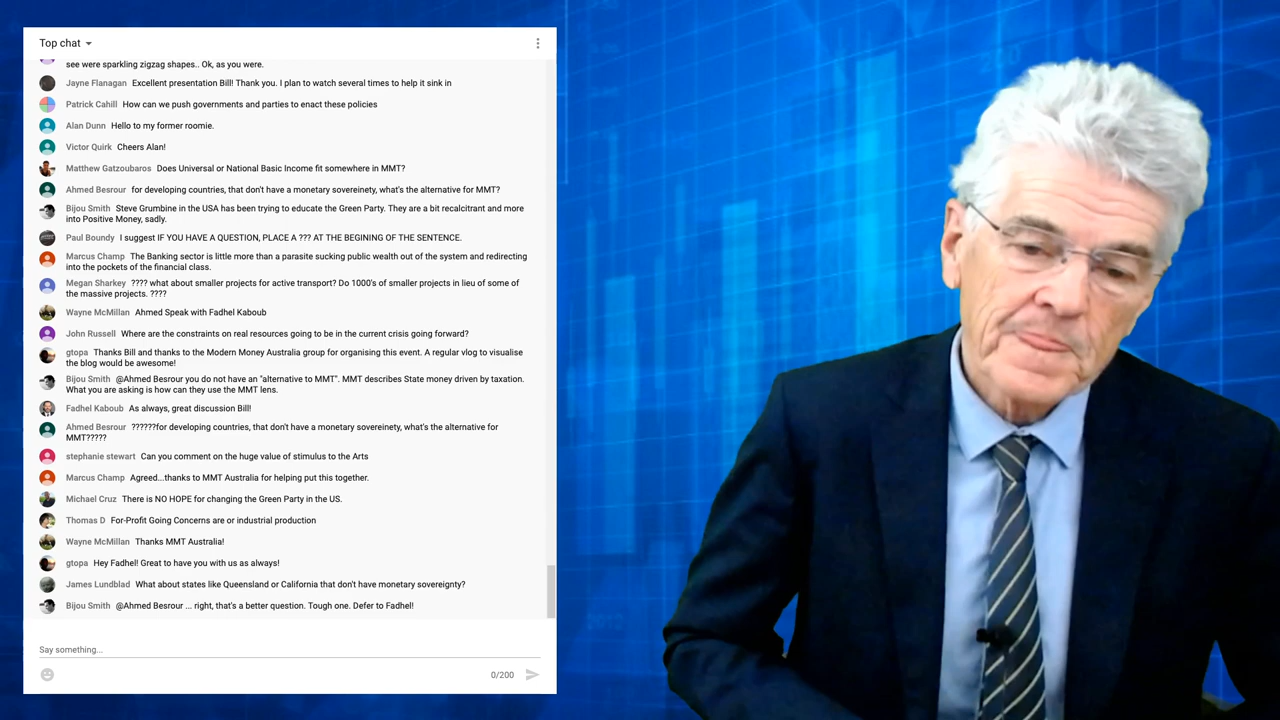 Top chat
see were sparkling zigzag shapes.. Ok, as you were.
Jayne Flanagan Excellent presentation Bill! Thank you. I plan to watch several times to help it sink in
Patrick Cahill How can we push governments and parties to enact these policies
Alan Dunn Hello to my former roomie.
Victor Quirk Cheers Alan!
Matthew Gatzoubaros Does Universal or National Basic Income fit somewhere in MMT?
Ahmed Besrour for developing countries, that don't have a monetary sovereinety, what's the alternative for MMT?
Bijou Smith Steve Grumbine in the USA has been trying to educate the Green Party. They are a bit recalcitrant and more
into Positive Money, sadly.
Paul Boundy I suggest IF YOU HAVE A QUESTION, PLACE A ??? AT THE BEGINING OF THE SENTENCE.
Marcus Champ The Banking sector is little more than a parasite sucking public wealth out of the system and redirecting
into the pockets of the financial class.
Megan Sharkey ???? what about smaller projects for active transport? Do 1000's of smaller projects in lieu of some of
the massive projects. ????
Wayne McMillan Ahmed Speak with Fadhel Kaboub
John Russell Where are the constraints on real resources going to be in the current crisis going forward?
gtopa Thanks Bill and thanks to the Modern Money Australia group for organising this event. A regular vlog to visualise
the blog would be awesome!
Bijou Smith @Ahmed Besrour you do not have an "alternative to MMT". MMT describes State money driven by taxation.
What you are asking is how can they use the MMT lens.
Fadhel Kaboub As always, great discussion Bill!
Ahmed Besrour ??????for developing countries, that don't have a monetary sovereinety, what's the alternative for
MMT?????
stephanie stewart Can you comment on the huge value of stimulus to the Arts
Marcus Champ Agreed...thanks to MMT Australia for helping put this together.
Michael Cruz There is NO HOPE for changing the Green Party in the US.
Thomas D For-Profit Going Concerns are or industrial production
Wayne McMillan Thanks MMT Australia!
gtopa Hey Fadhel! Great to have you with us as always!
James Lundblad What about states like Queensland or California that don't have monetary sovereignty?
Bijou Smith @Ahmed Besrour ... right, that's a better question. Tough one. Defer to Fadhel!
Say something...
0/200